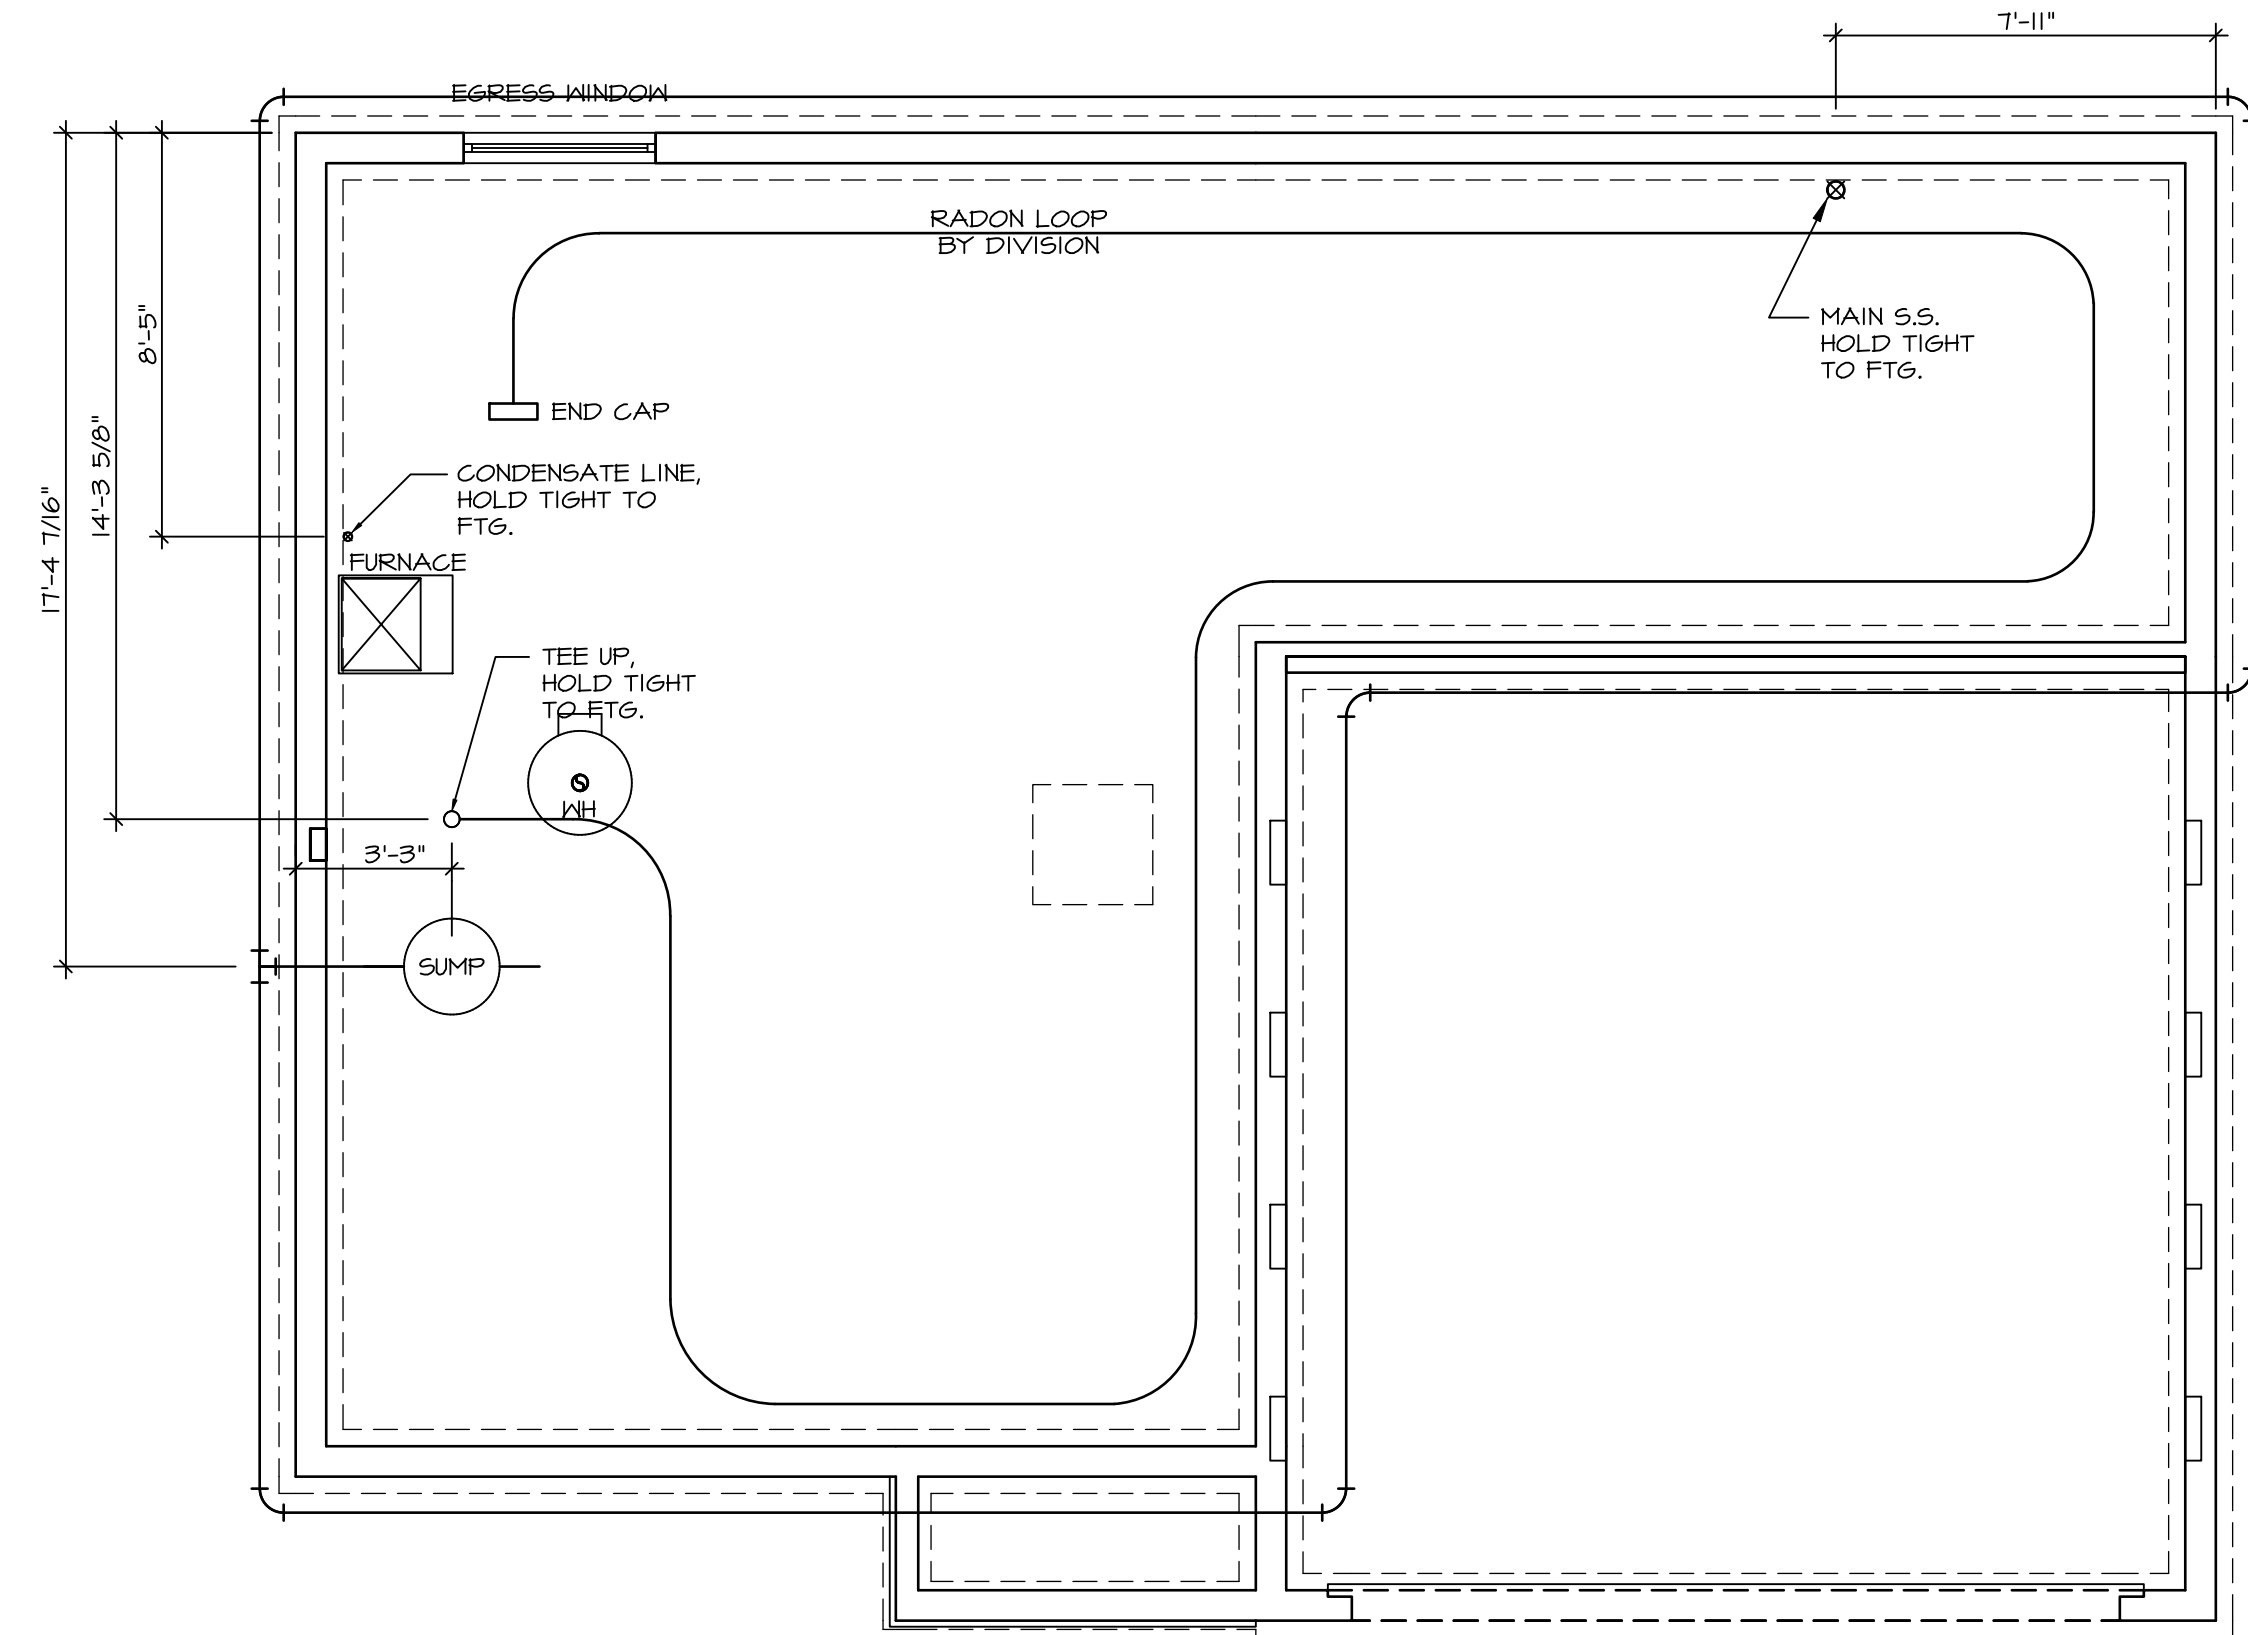 7'-11"
EGRESS WINDOW
RADON LOOP
BY DIVISION
8'-5"
MAIN S.S.
HOLD TIGHT
TO FTG.
END CAP
14'-3 5/8"
CONDENSATE LINE,
HOLD TIGHT TO
FTG.
17'-4 7/16"
FURNACE
TEE UP,
HOLD TIGHT
TO FTG.
WH
3'-3"
SUMP